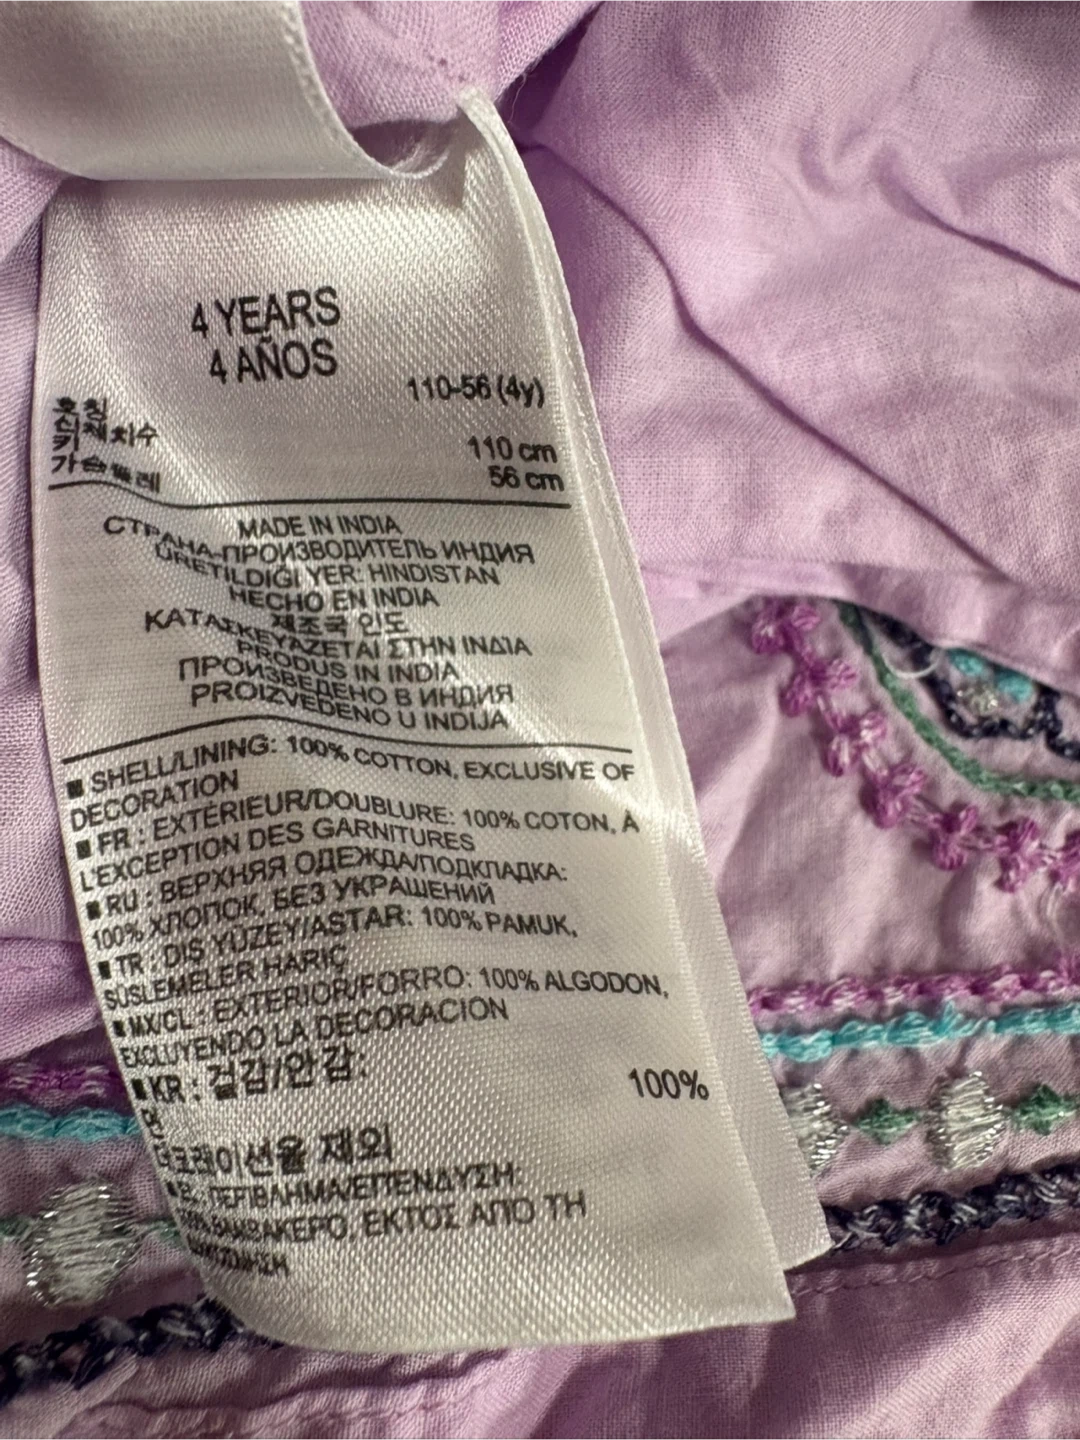 4 YEARS
4 AÑOS
호칭 110-56 (4y)
신체치수
키 110 cm
가슴둘레 56 cm
MADE IN INDIA
СТРАНА-ПРОИЗВОДИТЕЛЬ ИНДИЯ
ÜRETILDIĞI YER: HINDISTAN
HECHO EN INDIA
제조국 인도
ΚΑΤΑΣΚΕΥΑΖΕΤΑΙ ΣΤΗΝ ΙΝΔΙΑ
PRODUS IN INDIA
ПРОИЗВЕДЕНО В ИНДИЯ
PROIZVEDENO U INDIJA
■ SHELL/LINING: 100% COTTON, EXCLUSIVE OF
DECORATION
■ FR : EXTÉRIEUR/DOUBLURE: 100% COTON, À
L'EXCEPTION DES GARNITURES
■ RU : ВЕРХНЯЯ ОДЕЖДА/ПОДКЛАДКА:
100% ХЛОПОК, БЕЗ УКРАШЕНИЙ
■ TR : DIS YÜZEY/ASTAR: 100% PAMUK,
SUSLEMELER HARIÇ
■ MX/CL : EXTERIOR/FORRO: 100% ALGODON,
EXCLUYENDO LA DECORACION
■ KR : 겉감/안감:
면 100%
데코레이션을 제외
ΠΕΡΙΒΛΗΜΑ/ΕΠΕΝΔΥΣΗ:
ΒΑΜΒΑΚΕΡΟ, ΕΚΤΟΣ ΑΠΟ ΤΗ